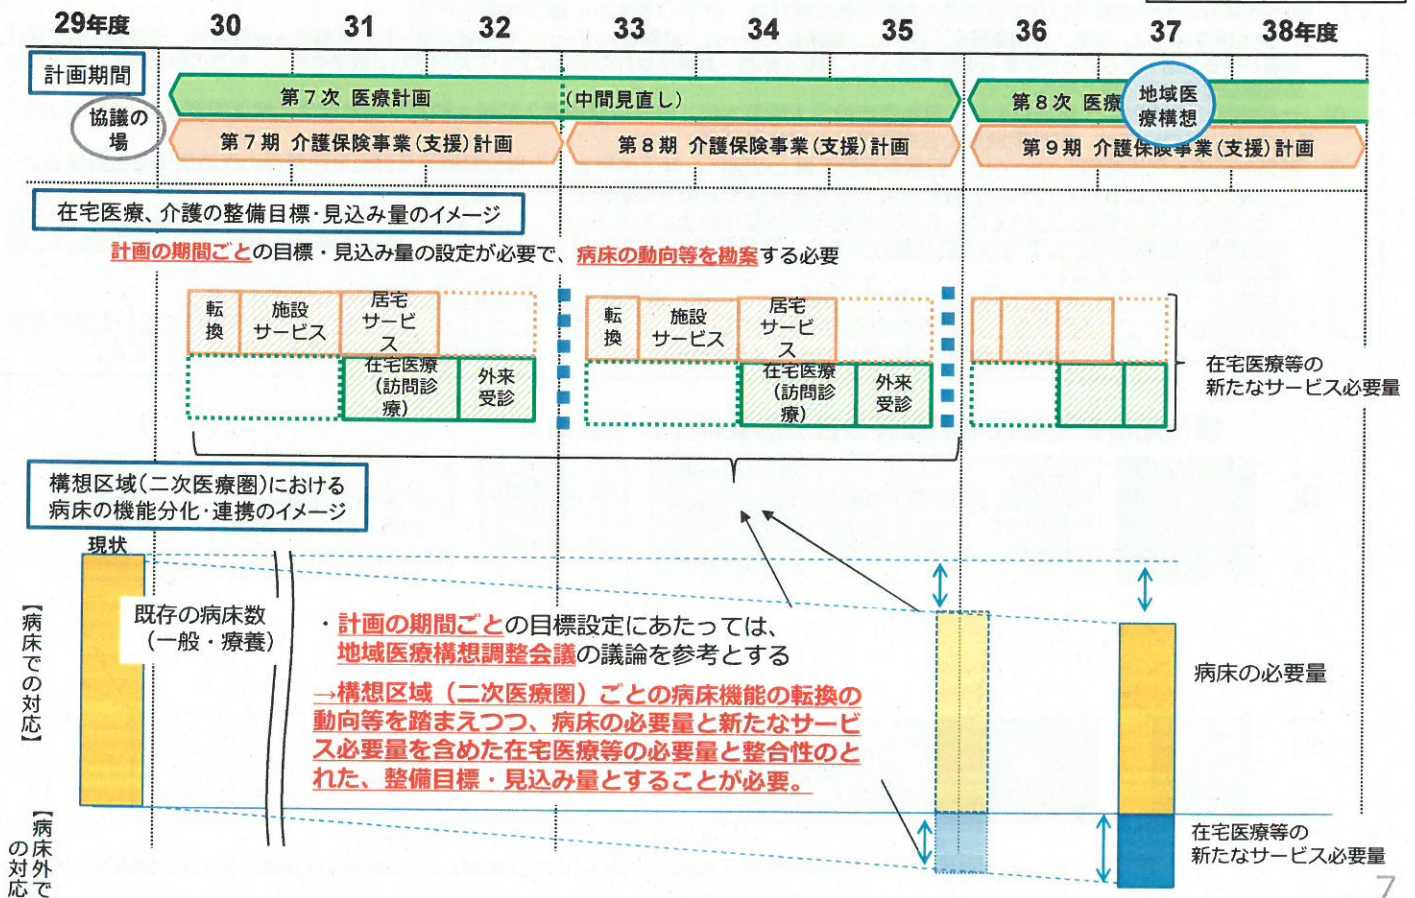 29年度 30 31 32 33 34 35 36 37 38年度
計画期間
協議の
場
第7次 医療計画
(中間見直し)
第8次 医療
地域医
療構想
第7期 介護保険事業(支援)計画
第8期 介護保険事業(支援)計画
第9期 介護保険事業(支援)計画
在宅医療、介護の整備目標・見込み量のイメージ
計画の期間ごとの目標・見込み量の設定が必要で、病床の動向等を勘案する必要
転
換
施設
サービス
居宅
サービ
ス
在宅医療
(訪問診
療)
外来
受診
転
換
施設
サービス
居宅
サービ
ス
在宅医療
(訪問診
療)
外来
受診
在宅医療等の
新たなサービス必要量
構想区域(二次医療圏)における
病床の機能分化・連携のイメージ
現状
【病床での対応】
既存の病床数
(一般・療養)
・計画の期間ごとの目標設定にあたっては、
地域医療構想調整会議の議論を参考とする
→構想区域(二次医療圏)ごとの病床機能の転換の
動向等を踏まえつつ、病床の必要量と新たなサービ
ス必要量を含めた在宅医療等の必要量と整合性のと
れた、整備目標・見込み量とすることが必要。
病床の必要量
【病床外で
の対応
在宅医療等の
新たなサービス必要量
7